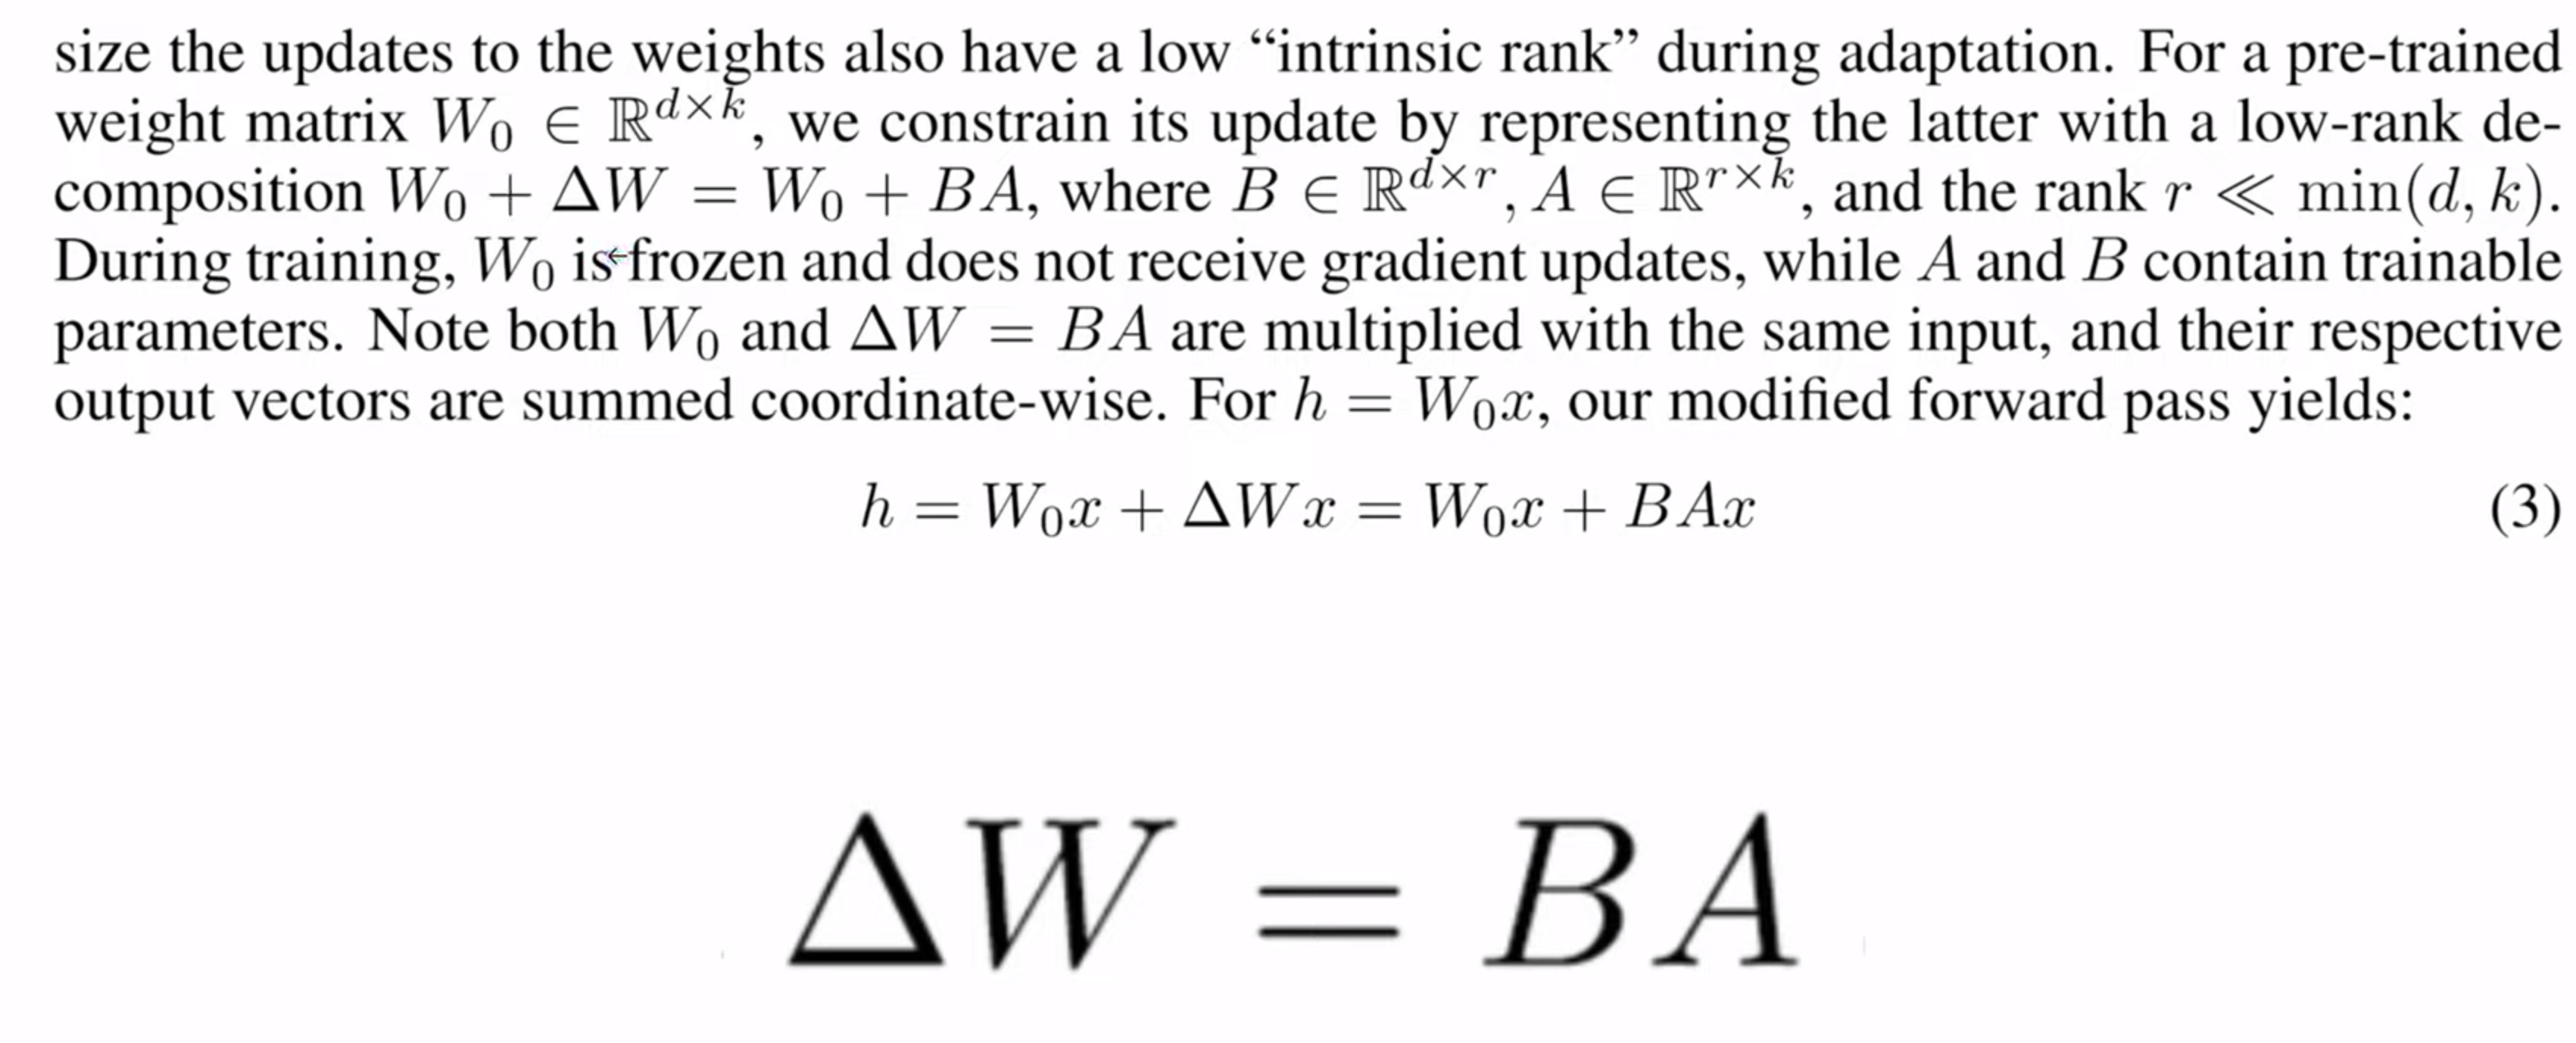 size the updates to the weights also have a low “intrinsic rank” during adaptation. For a pre-trained
weight matrix W₀ ∈ ℝᵈˣᵏ, we constrain its update by representing the latter with a low-rank de-
composition W₀ + ΔW = W₀ + BA, where B ∈ ℝᵈˣʳ, A ∈ ℝʳˣᵏ, and the rank r ≪ min(d, k).
During training, W₀ is frozen and does not receive gradient updates, while A and B contain trainable
parameters. Note both W₀ and ΔW = BA are multiplied with the same input, and their respective
output vectors are summed coordinate-wise. For h = W₀x, our modified forward pass yields:
h = W₀x + ΔWx = W₀x + BAx (3)
ΔW = BA